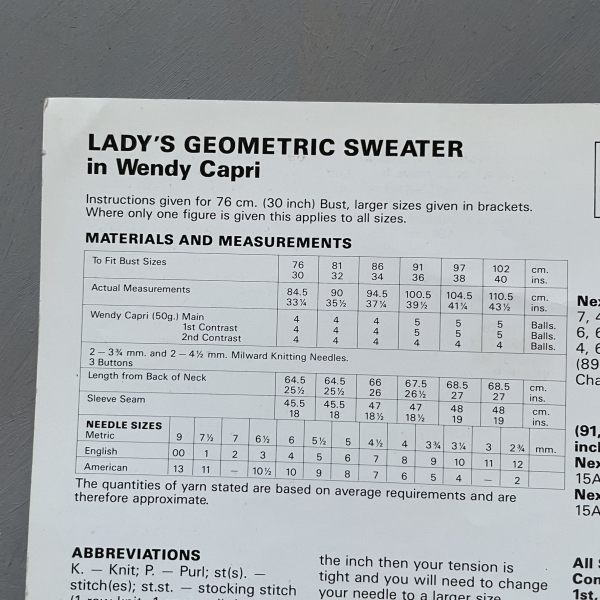 LADY'S GEOMETRIC SWEATER
in Wendy Capri
Instructions given for 76 cm. (30 inch) Bust, larger sizes given in brackets.
Where only one figure is given this applies to all sizes.
MATERIALS AND MEASUREMENTS
To Fit Bust Sizes 76 81 86 91 97 102 cm.
30 32 34 36 38 40 ins.
Actual Measurements 84.5 90 94.5 100.5 104.5 110.5 cm.
33¼ 35½ 37¼ 39½ 41¼ 43½ ins.
Wendy Capri (50g.) Main 4 4 4 5 5 5 Balls.
1st Contrast 4 4 4 5 5 5 Balls.
2nd Contrast 4 4 4 4 4 4 Balls.
2 — 3¾ mm. and 2 — 4½ mm. Milward Knitting Needles.
3 Buttons
Length from Back of Neck 64.5 64.5 66 67.5 68.5 68.5 cm.
25½ 25½ 26 26½ 27 27 ins.
Sleeve Seam 45.5 45.5 47 47 48 48 cm.
18 18 18½ 18½ 19 19 ins.
NEEDLE SIZES
Metric 9 7½ 7 6½ 6 5½ 5 4½ 4 3¾ 3¼ 3 2¾ mm.
English 00 1 2 3 4 5 6 7 8 9 10 11 12
American 13 11 — 10½ 10 9 8 7 6 5 4 — 2
The quantities of yarn stated are based on average requirements and are
therefore approximate.
ABBREVIATIONS
K. — Knit; P. — Purl; st(s). —
stitch(es); st.st. — stocking stitch
the inch then your tension is
tight and you will need to change
your needle to a larger size.
7, 4
6, 6
4, 6
(89
(91,
15A
15A
All S
1st.